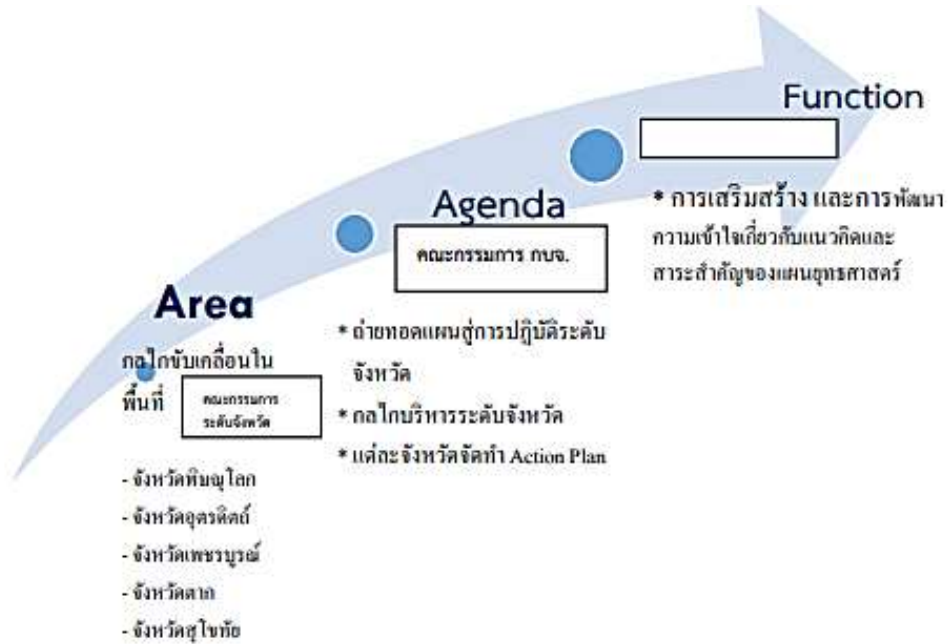 Function
* การเสริมสร้าง และการพัฒนา
ความเข้าใจเกี่ยวกับแนวคิดและ
สาระสำคัญของแผนยุทธศาสตร์
Agenda
คณะกรรมการ กบจ.
* ถ่ายทอดแผนสู่การปฏิบัติระดับ
จังหวัด
* กลไกบริหารระดับจังหวัด
* แต่ละจังหวัดจัดทำ Action Plan
Area
กลไกขับเคลื่อนใน
พื้นที่
คณะกรรมการ
ระดับจังหวัด
- จังหวัดพิษณุโลก
- จังหวัดอุตรดิตถ์
- จังหวัดเพชรบูรณ์
- จังหวัดตาก
- จังหวัดสุโขทัย